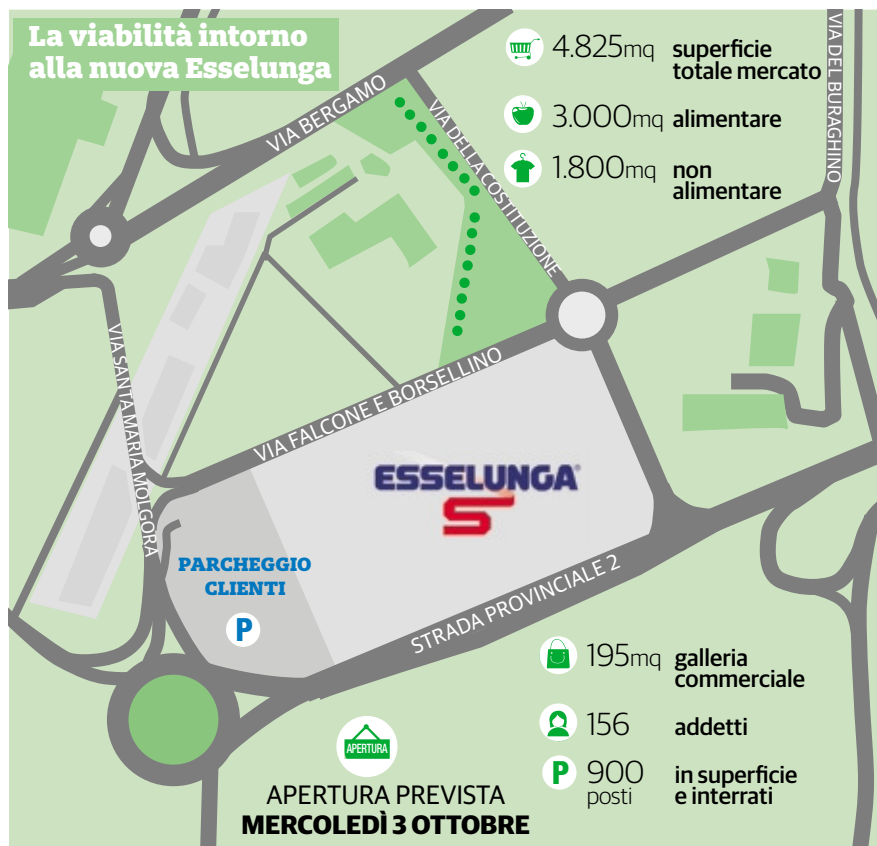 La viabilità intorno
alla nuova Esselunga
4.825mq superficie
totale mercato
3.000mq alimentare
1.800mq non
alimentare
VIA DEL BURAGHINO
VIA BERGAMO
VIA DELLA COSTITUZIONE
VIA SANTA MARIA MOLGORA
VIA FALCONE E BORSELLINO
ESSELUNGA®
S
PARCHEGGIO
CLIENTI
P
STRADA PROVINCIALE 2
195mq galleria
commerciale
156 addetti
P 900 in superficie
posti e interrati
APERTURA
APERTURA PREVISTA
MERCOLEDÌ 3 OTTOBRE